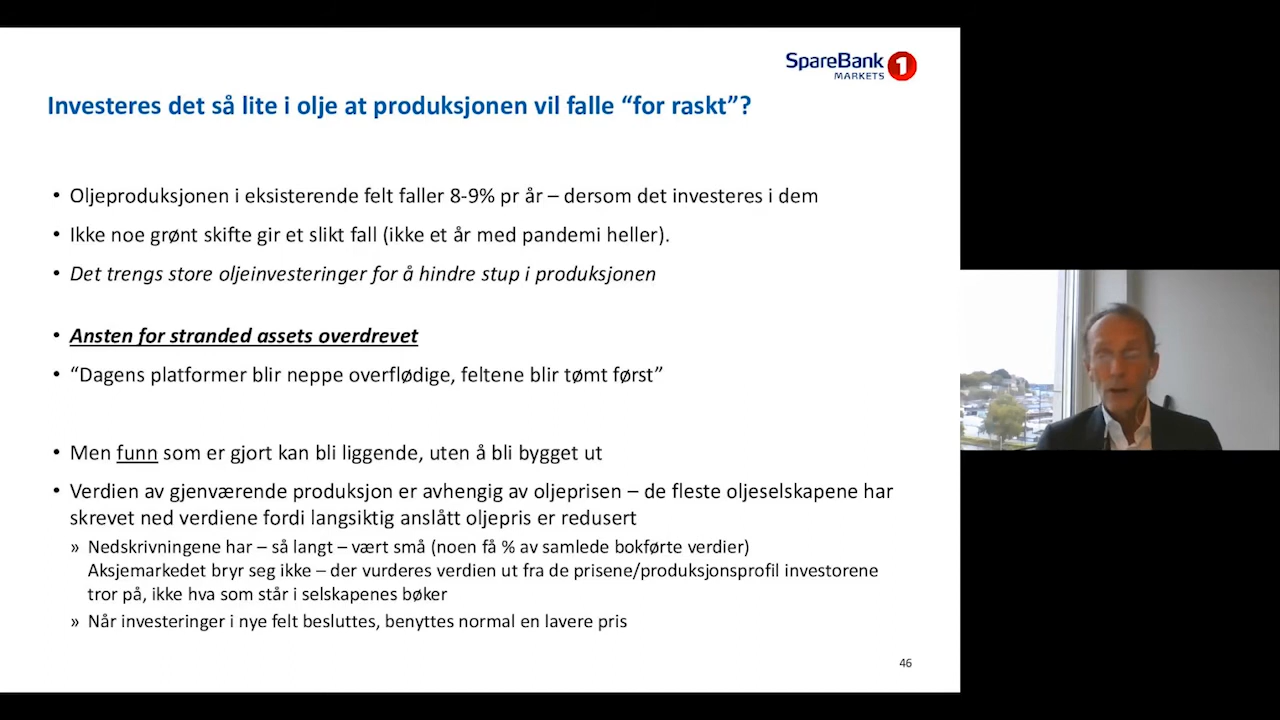 SpareBank 1
MARKETS
Investeres det så lite i olje at produksjonen vil falle “for raskt”?
• Oljeproduksjonen i eksisterende felt faller 8-9% pr år – dersom det investeres i dem
• Ikke noe grønt skifte gir et slikt fall (ikke et år med pandemi heller).
• Det trengs store oljeinvesteringer for å hindre stup i produksjonen
• Ansten for stranded assets overdrevet
• “Dagens platformer blir neppe overflødige, feltene blir tømt først”
• Men funn som er gjort kan bli liggende, uten å bli bygget ut
• Verdien av gjenværende produksjon er avhengig av oljeprisen – de fleste oljeselskapene har
skrevet ned verdiene fordi langsiktig anslått oljepris er redusert
» Nedskrivningene har – så langt – vært små (noen få % av samlede bokførte verdier)
Aksjemarkedet bryr seg ikke – der vurderes verdien ut fra de prisene/produksjonsprofil investorene
tror på, ikke hva som står i selskapenes bøker
» Når investeringer i nye felt besluttes, benyttes normal en lavere pris
46